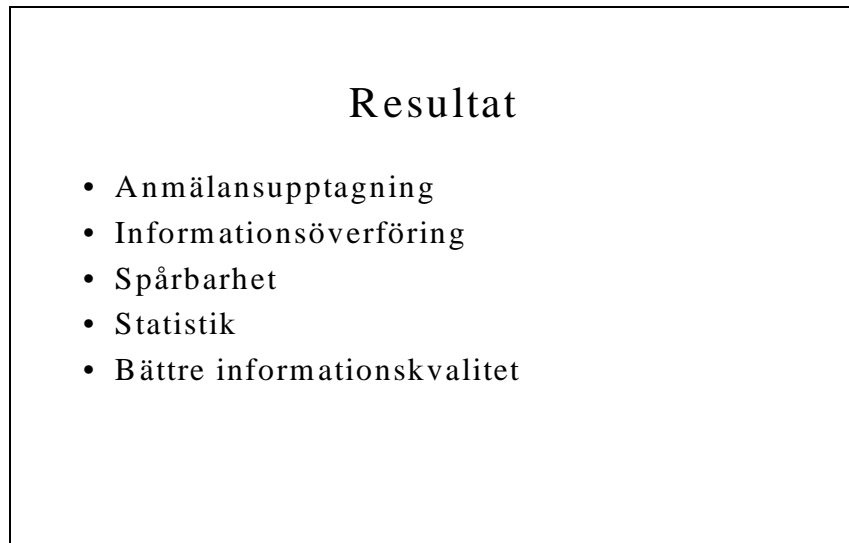 Resultat
• Anmälansupptagning
• Informationsöverföring
• Spårbarhet
• Statistik
• Bättre informationskvalitet